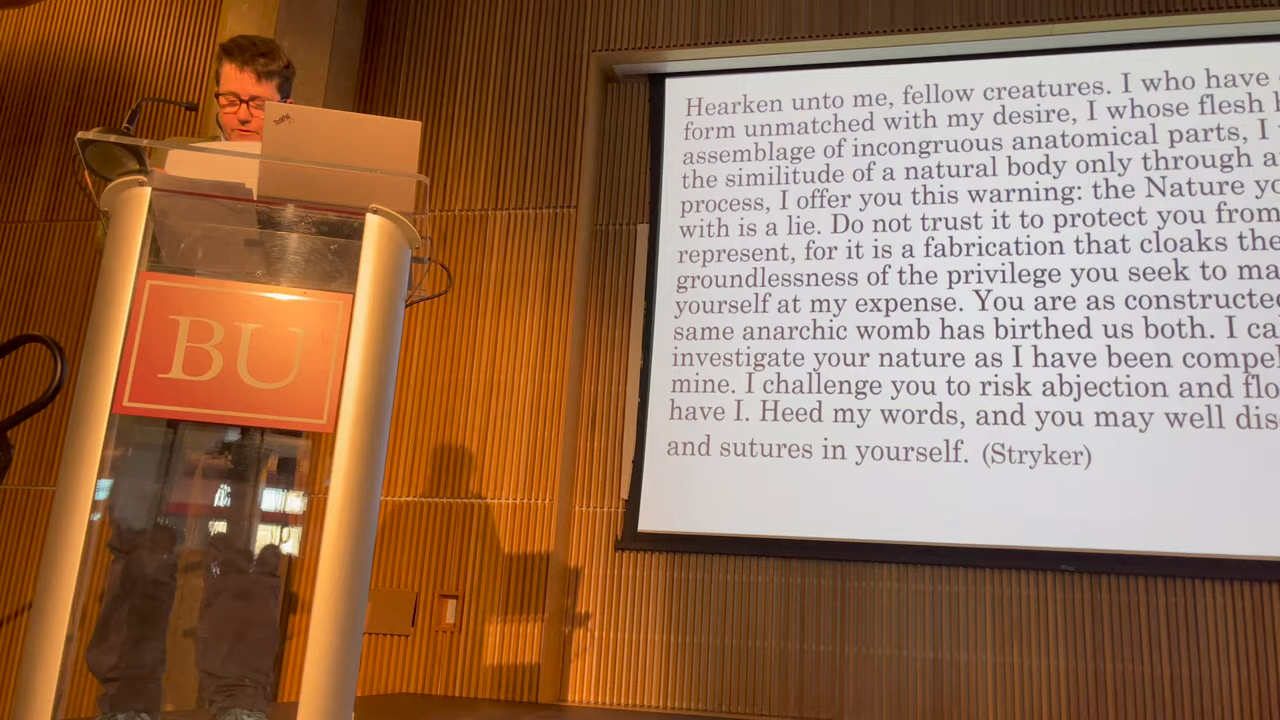 ThinkPad
BU
Hearken unto me, fellow creatures. I who have
form unmatched with my desire, I whose flesh
assemblage of incongruous anatomical parts, I
the similitude of a natural body only through a
process, I offer you this warning: the Nature yo
with is a lie. Do not trust it to protect you from
represent, for it is a fabrication that cloaks the
groundlessness of the privilege you seek to ma
yourself at my expense. You are as constructed
same anarchic womb has birthed us both. I ca
investigate your nature as I have been compel
mine. I challenge you to risk abjection and flo
have I. Heed my words, and you may well dis
and sutures in yourself. (Stryker)